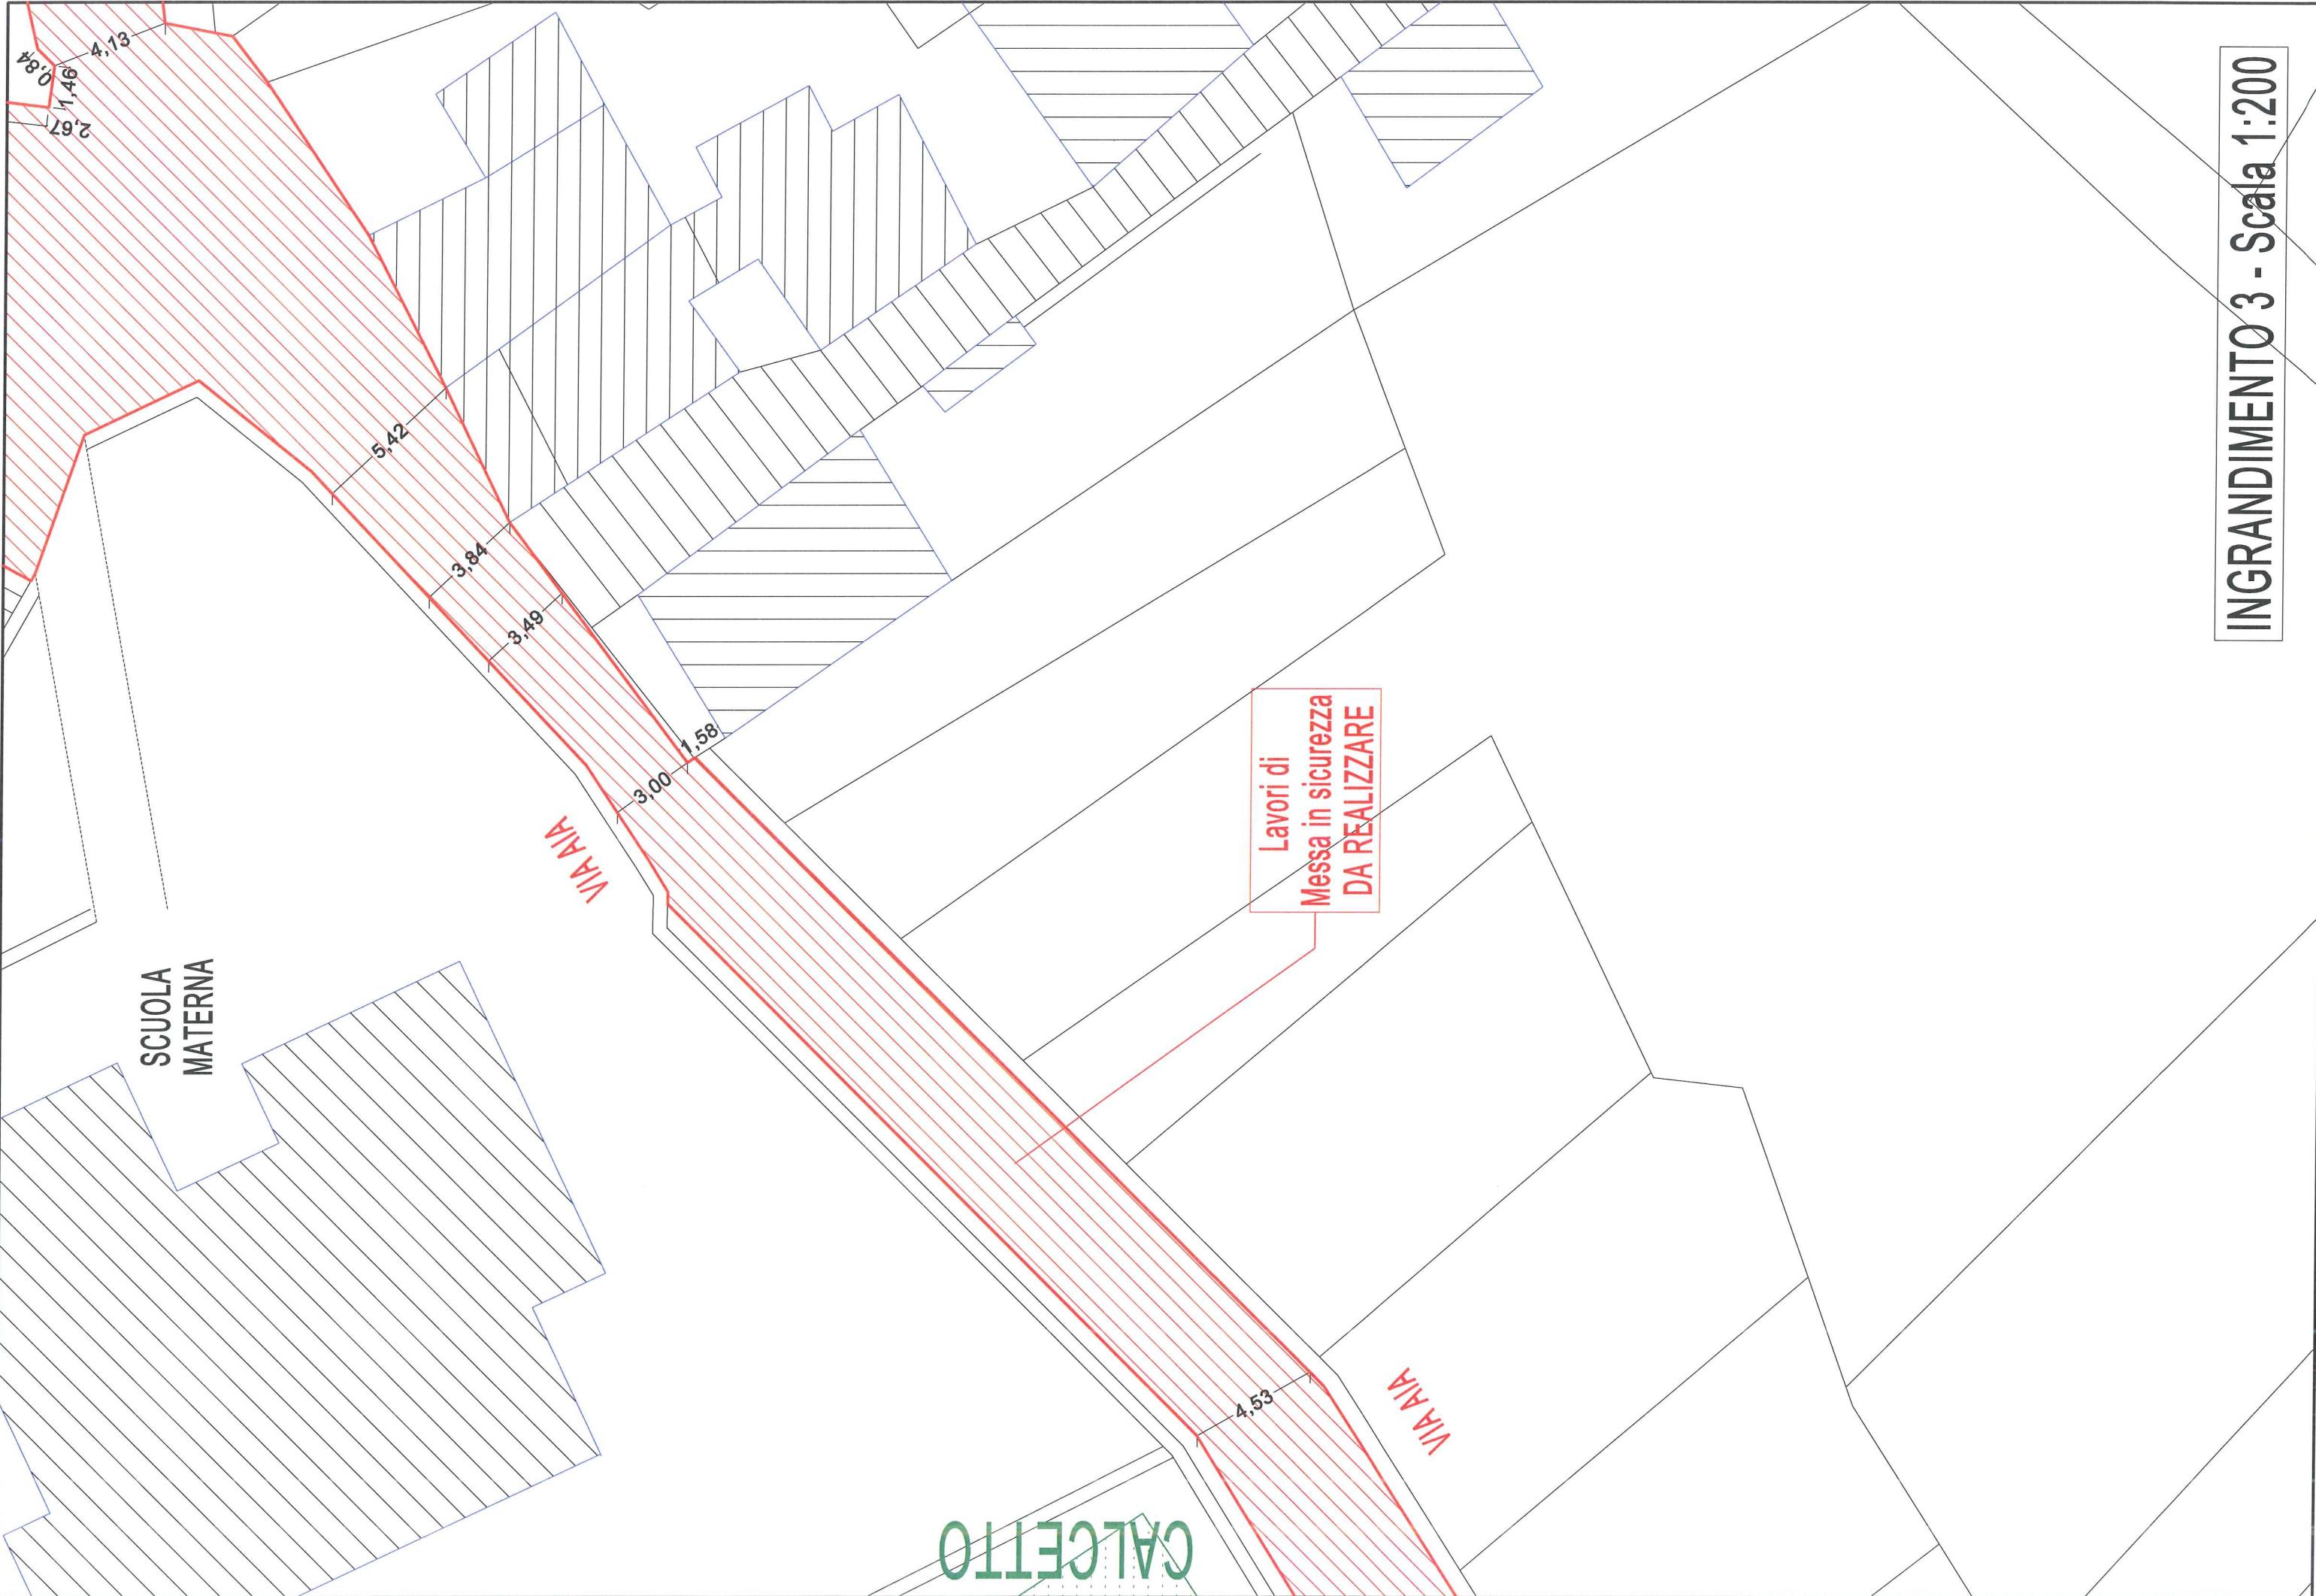 INGRANDIMENTO 3 - Scala 1:200
4,13
0,84
1,46
2,67
5,42
3,84
3,49
1,58
3,00
VIA AIA
SCUOLA
MATERNA
Lavori di
Messa in sicurezza
DA REALIZZARE
4,53
VIA AIA
CALCETTO